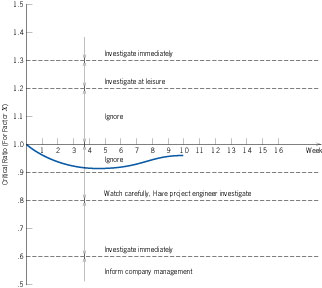 1.5
1.4
Investigate immediately
1.3
Investigate at leisure
1.2
Ignore
1.1
1.0
1 2 3 4 5 6 7 8 9 10 11 12 13 14 15 16 Week
Ignore
.9
Watch carefully, Have project engineer investigate
.8
.7
Investigate immediately
.6
Inform company management
.5
Critical Ratio (For Factor X)